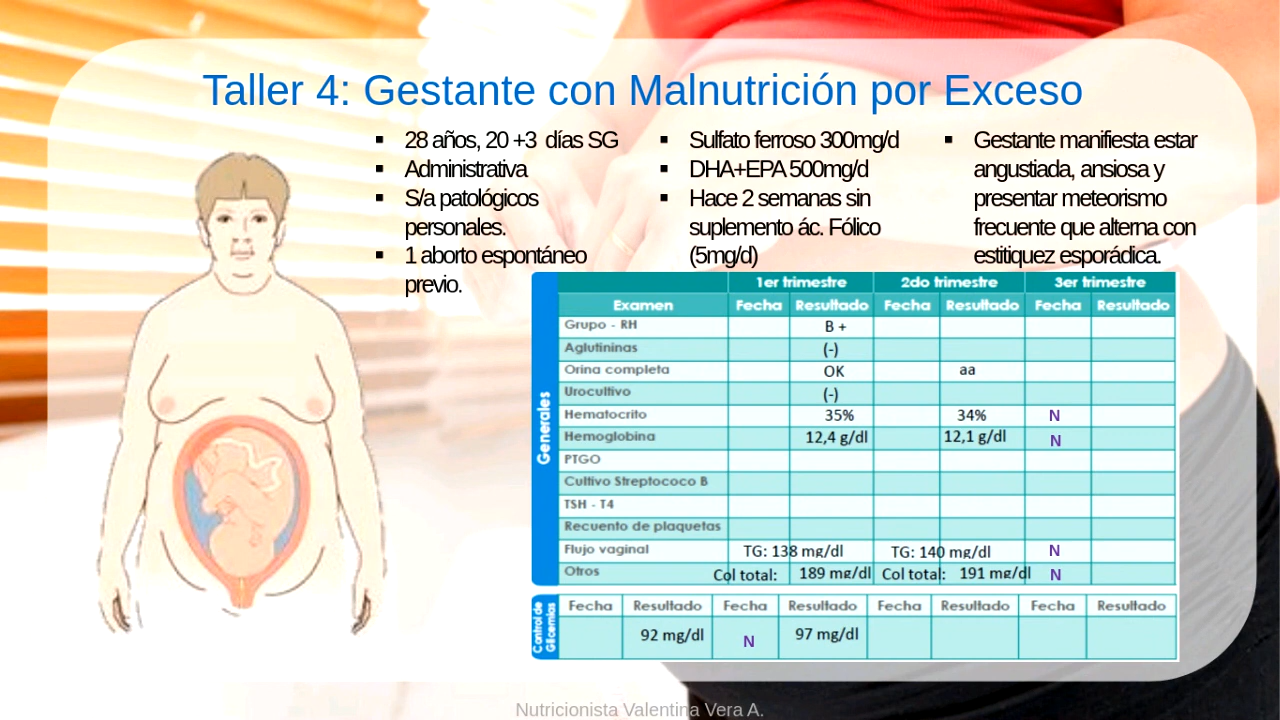 Taller 4: Gestante con Malnutrición por Exceso
▪ 28 años, 20 +3 días SG
▪ Administrativa
▪ S/a patológicos
personales.
▪ 1 aborto espontáneo
previo.
▪ Sulfato ferroso 300mg/d
▪ DHA+EPA 500mg/d
▪ Hace 2 semanas sin
suplemento ác. Fólico
(5mg/d)
▪ Gestante manifiesta estar
angustiada, ansiosa y
presentar meteorismo
frecuente que alterna con
estitiquez esporádica.
Generales
1er trimestre 2do trimestre 3er trimestre
Examen Fecha Resultado Fecha Resultado Fecha Resultado
Grupo - RH B +
Aglutininas (-)
Orina completa OK aa
Urocultivo (-)
Hematocrito 35% 34% N
Hemoglobina 12,4 g/dl 12,1 g/dl N
PTGO
Cultivo Streptococo B
TSH - T4
Recuento de plaquetas
Flujo vaginal TG: 138 mg/dl TG: 140 mg/dl N
Otros Col total: 189 mg/dl Col total: 191 mg/dl N
Control de
Glicemias
Fecha Resultado Fecha Resultado Fecha Resultado Fecha Resultado
92 mg/dl N 97 mg/dl
Nutricionista Valentina Vera A.